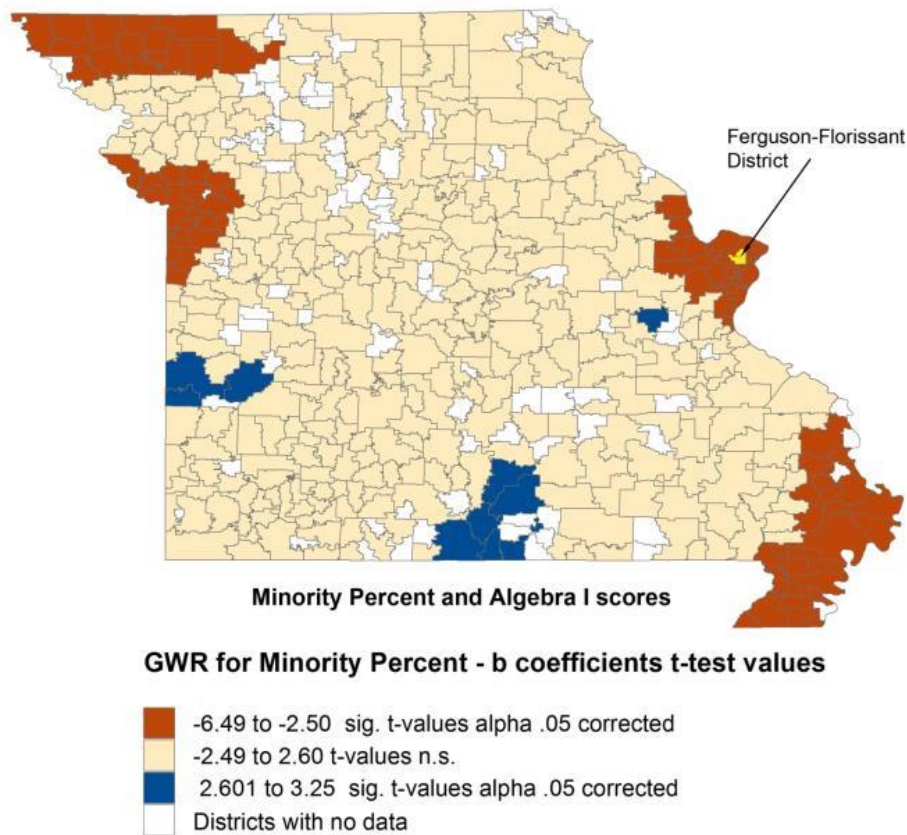 Ferguson-Florissant
District
Minority Percent and Algebra I scores
GWR for Minority Percent - b coefficients t-test values
-6.49 to -2.50 sig. t-values alpha .05 corrected
-2.49 to 2.60 t-values n.s.
2.601 to 3.25 sig. t-values alpha .05 corrected
Districts with no data